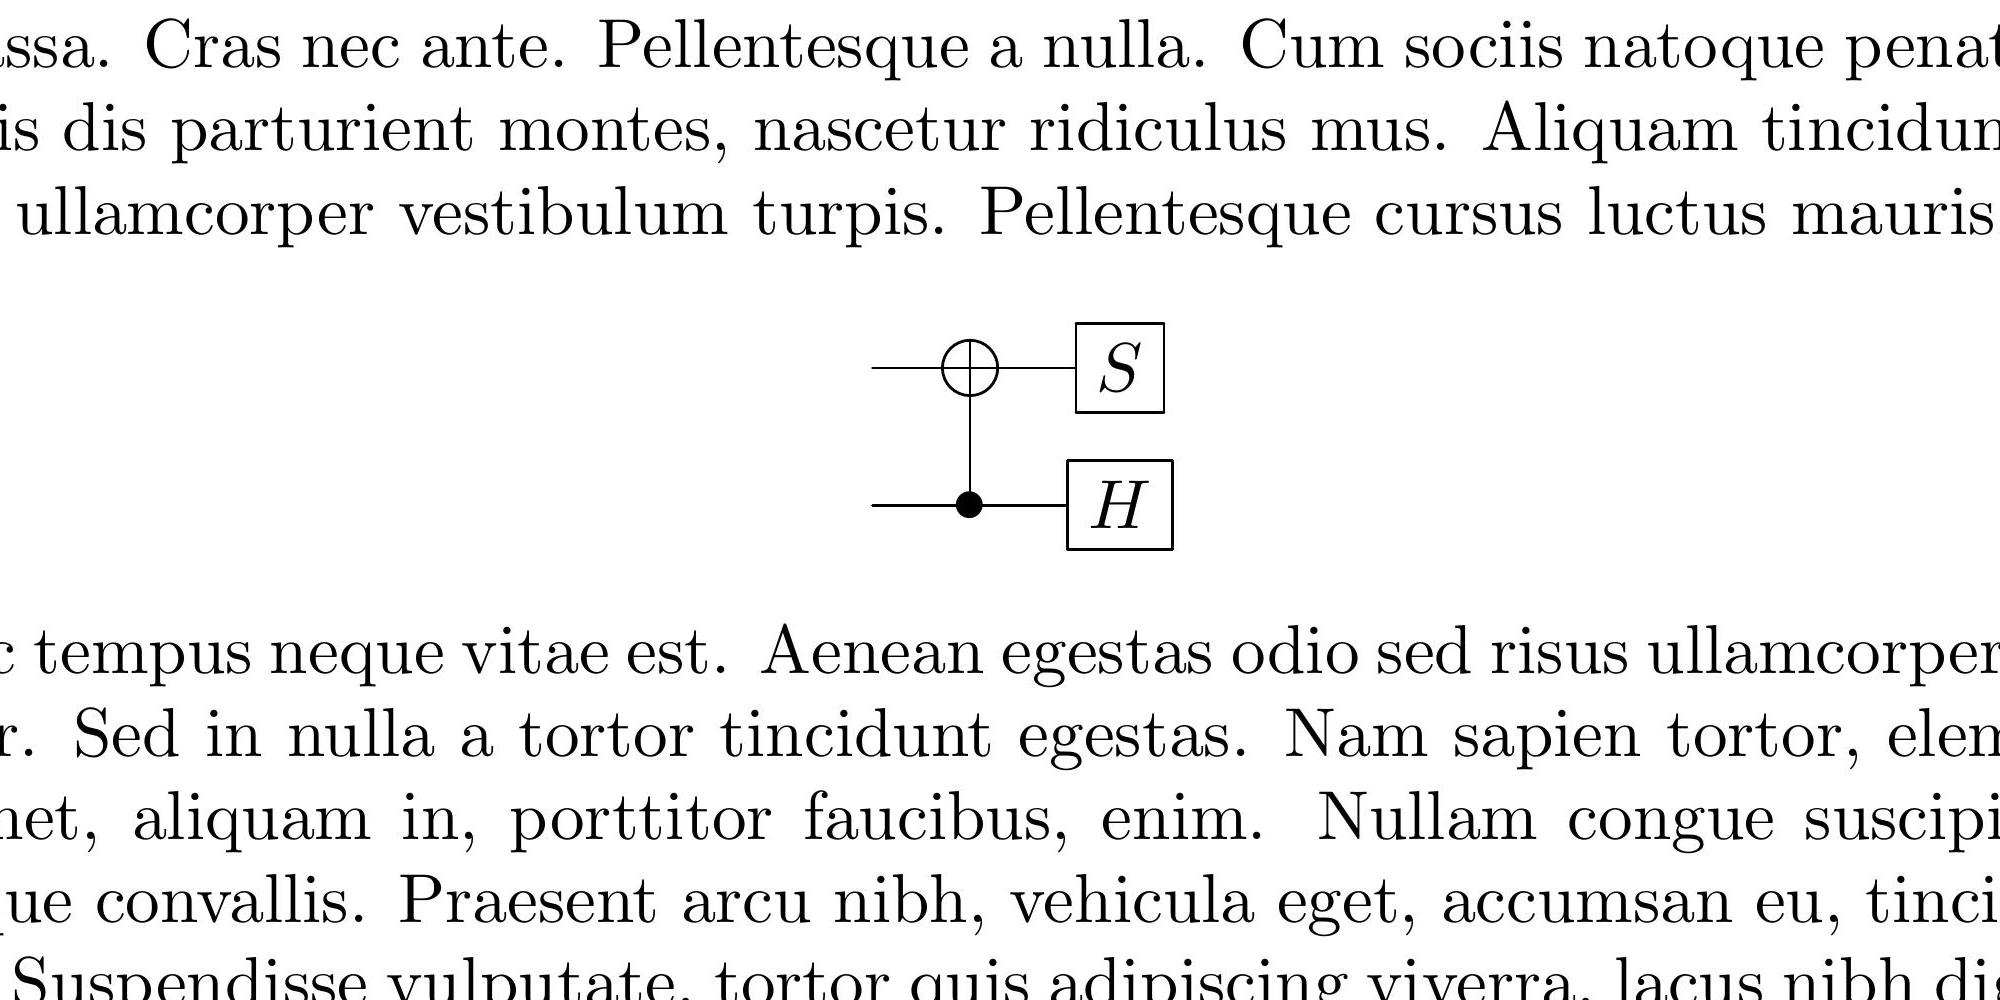 ssa. Cras nec ante. Pellentesque a nulla. Cum sociis natoque penat
is dis parturient montes, nascetur ridiculus mus. Aliquam tincidun
ullamcorper vestibulum turpis. Pellentesque cursus luctus mauris
S
H
c tempus neque vitae est. Aenean egestas odio sed risus ullamcorper
r. Sed in nulla a tortor tincidunt egestas. Nam sapien tortor, elem
net, aliquam in, porttitor faucibus, enim. Nullam congue suscipi
ue convallis. Praesent arcu nibh, vehicula eget, accumsan eu, tinci
Suspendisse vulputate, tortor quis adipiscing viverra, lacus nibh dig